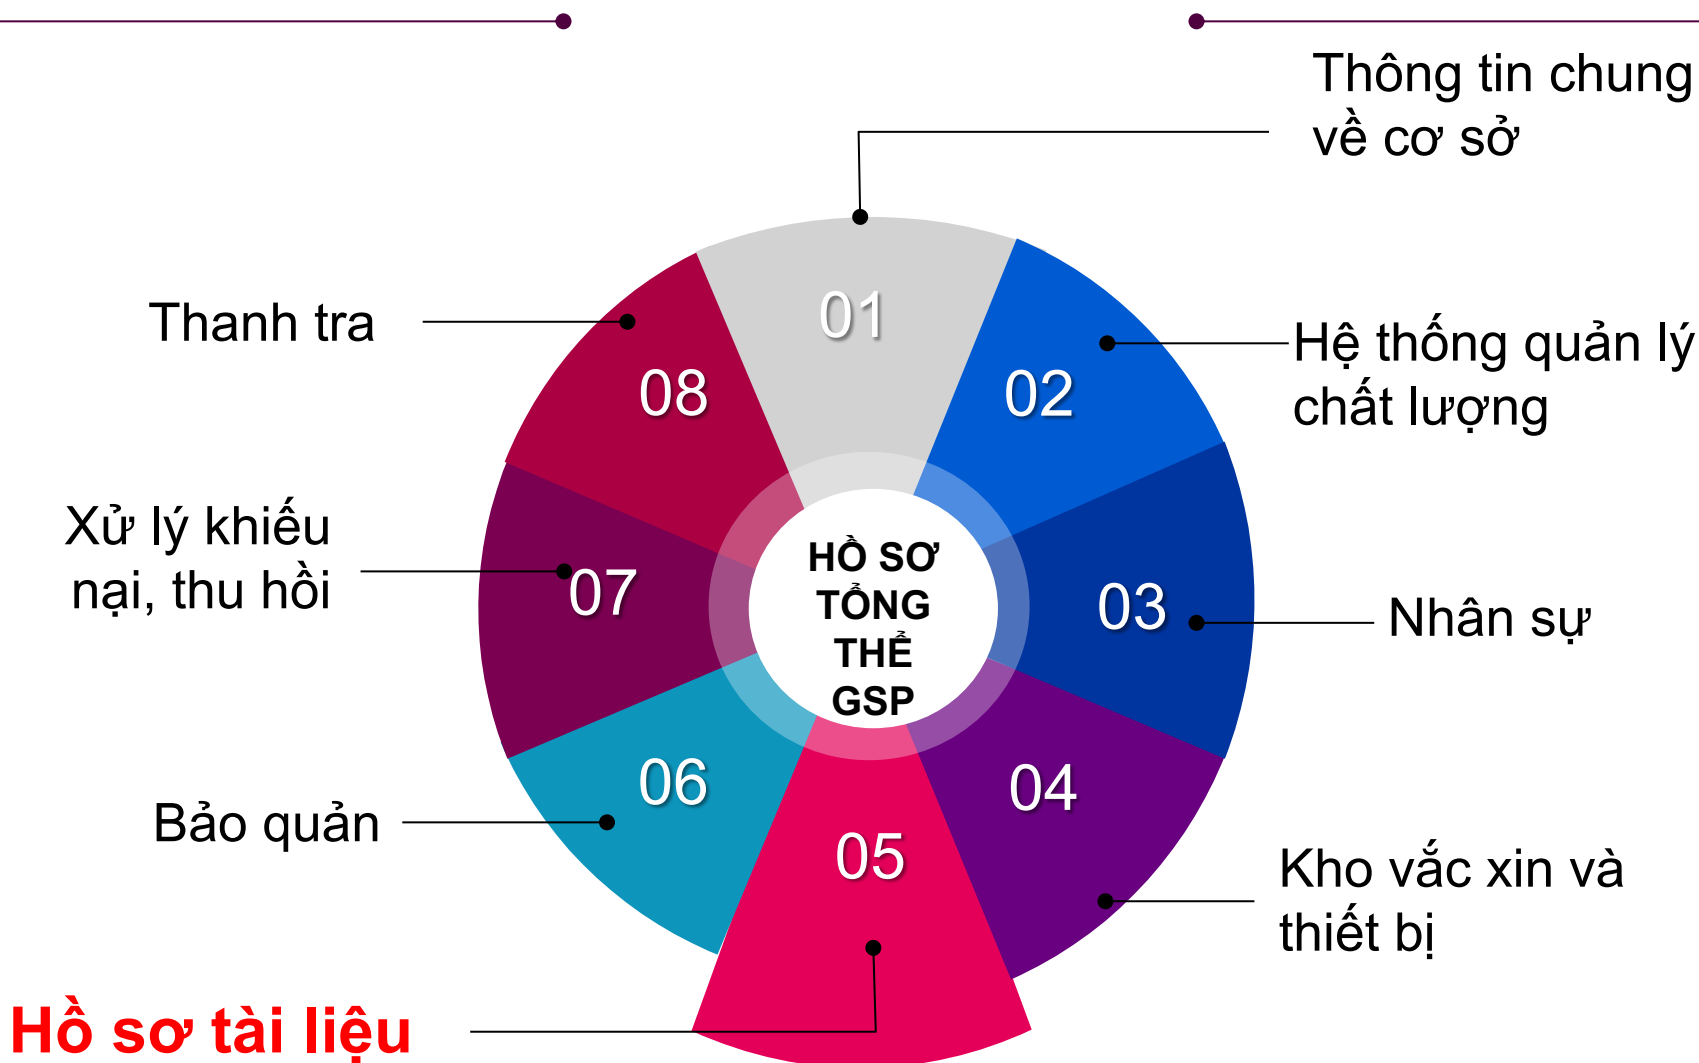 Thông tin chung
về cơ sở
01
Thanh tra
Hệ thống quản lý
chất lượng
08
02
Xử lý khiếu
nại, thu hồi
HỒ SƠ
TỔNG
THỂ
GSP
07
03
Nhân sự
06
04
Bảo quản
05
Kho vắc xin và
thiết bị
Hồ sơ tài liệu